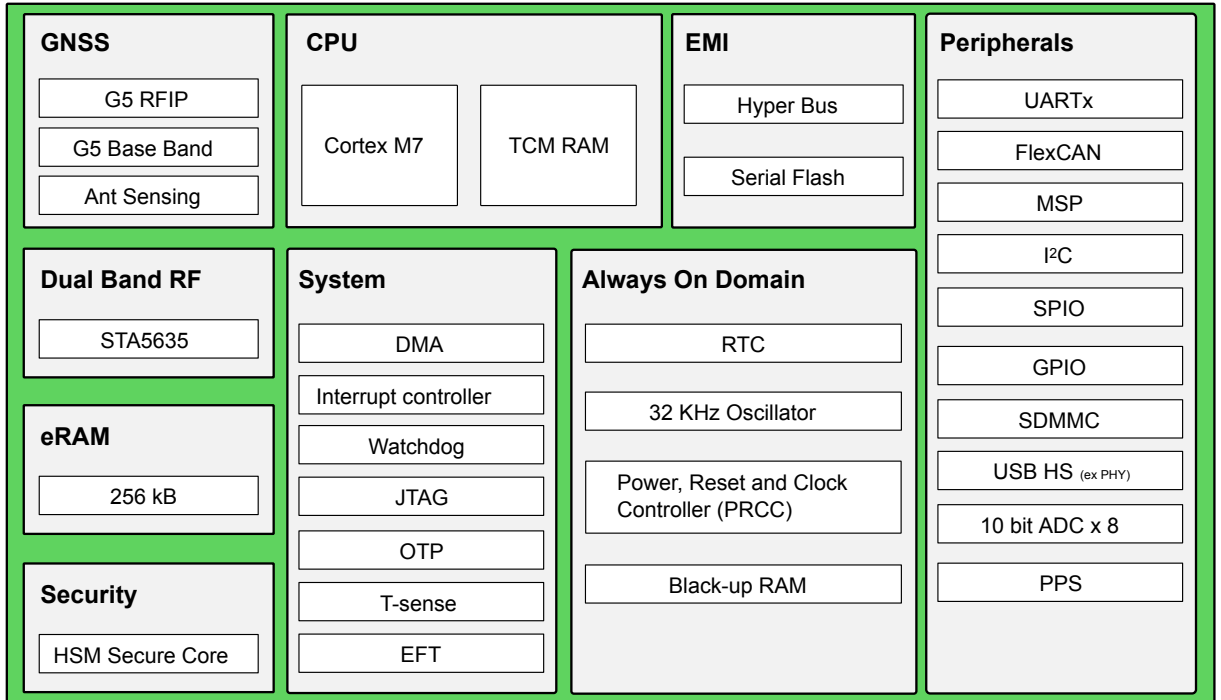 GNSS
G5 RFIP
G5 Base Band
Ant Sensing
CPU
Cortex M7
TCM RAM
EMI
Hyper Bus
Serial Flash
Peripherals
UARTx
FlexCAN
MSP
I²C
SPIO
GPIO
SDMMC
USB HS (ex PHY)
10 bit ADC x 8
PPS
Dual Band RF
STA5635
eRAM
256 kB
Security
HSM Secure Core
System
DMA
Interrupt controller
Watchdog
JTAG
OTP
T-sense
EFT
Always On Domain
RTC
32 KHz Oscillator
Power, Reset and Clock
Controller (PRCC)
Black-up RAM